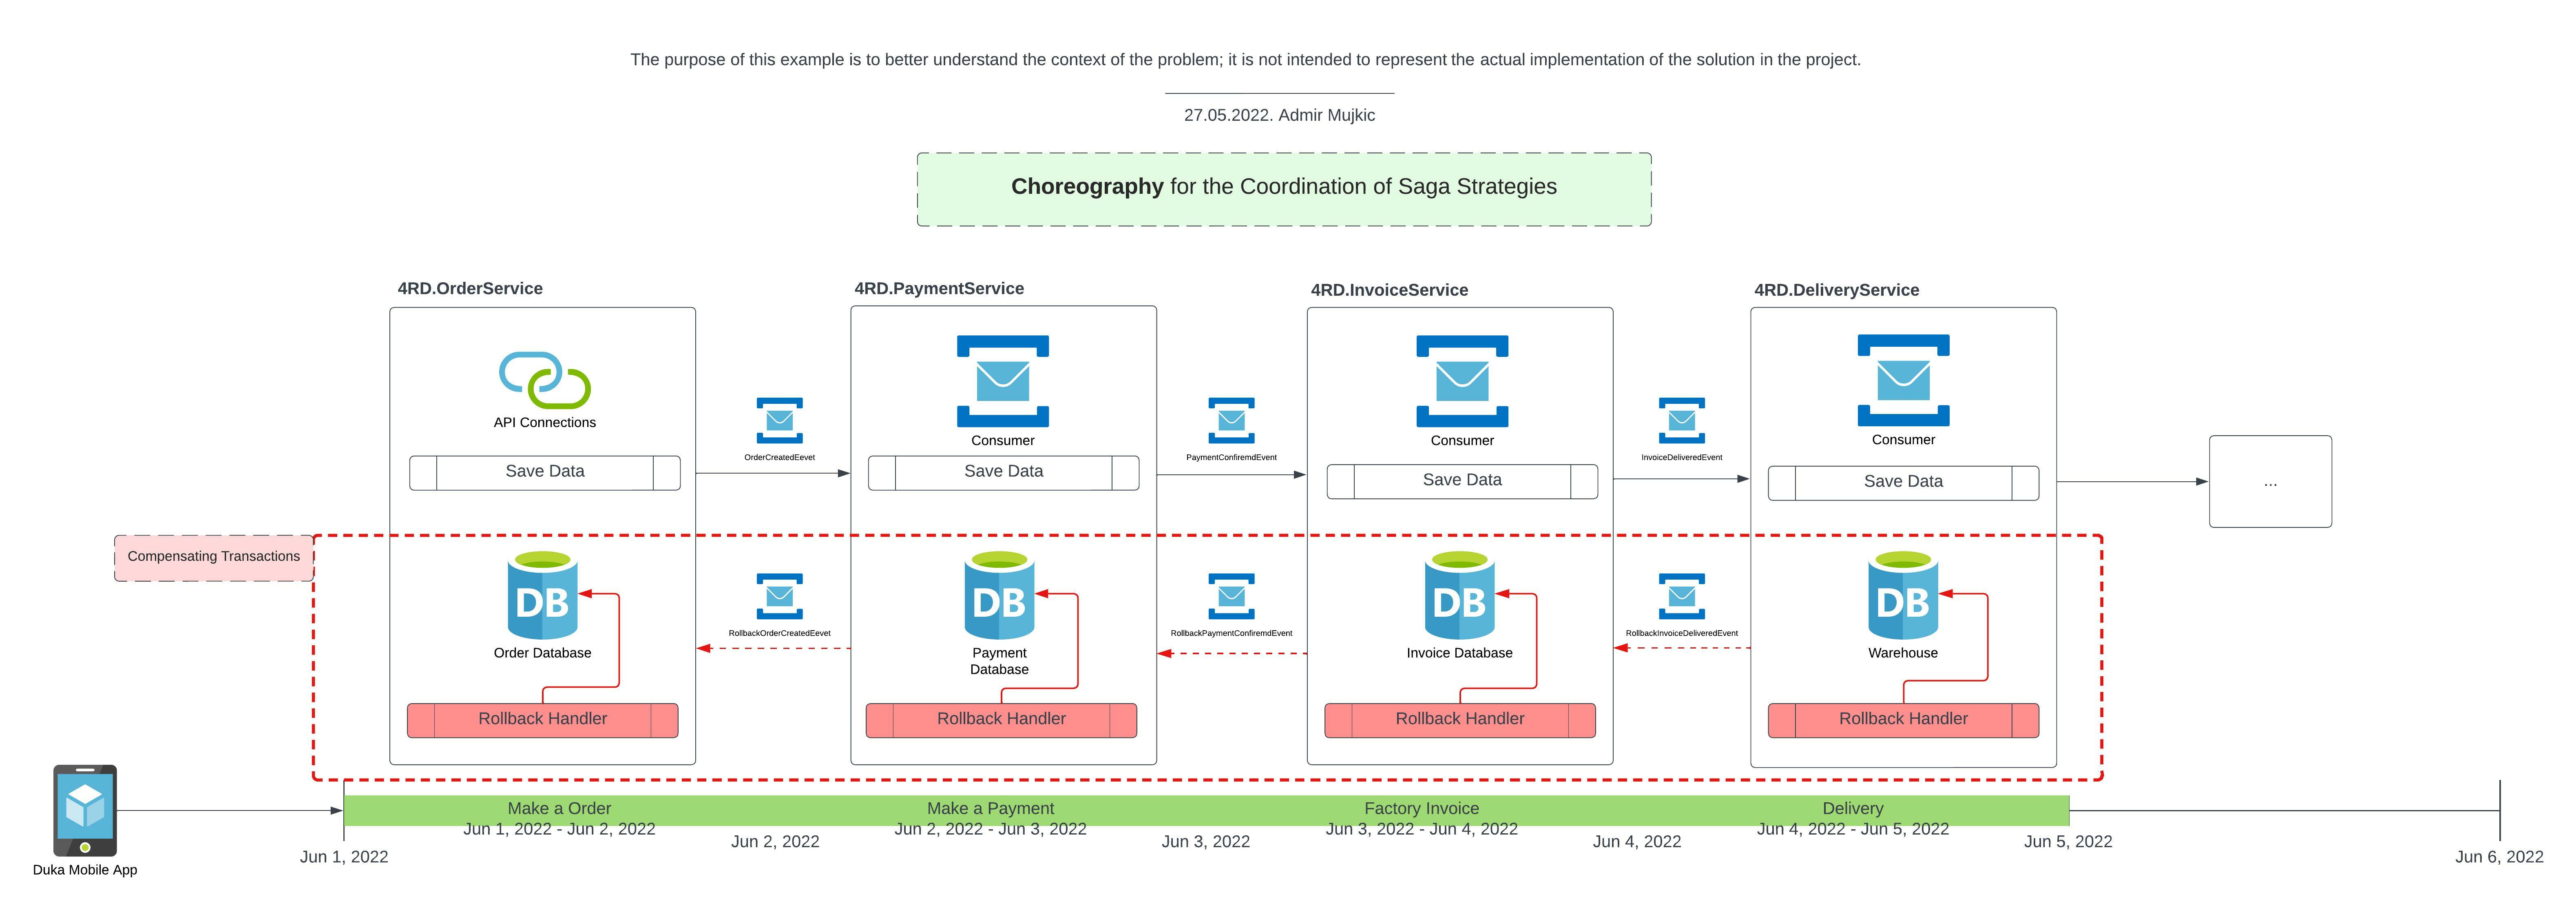 The purpose of this example is to better understand the context of the problem; it is not intended to represent the actual implementation of the solution in the project.
27.05.2022. Admir Mujkic
Choreography for the Coordination of Saga Strategies
4RD.OrderService
4RD.PaymentService
4RD.InvoiceService
4RD.DeliveryService
API Connections
Consumer
Consumer
Consumer
OrderCreatedEevet
PaymentConfiremdEvent
InvoiceDeliveredEvent
Save Data
Save Data
Save Data
Save Data
...
Compensating Transactions
DB
DB
DB
DB
RollbackOrderCreatedEevet
RollbackPaymentConfiremdEvent
RollbackInvoiceDeliveredEvent
Order Database
Payment
Database
Invoice Database
Warehouse
Rollback Handler
Rollback Handler
Rollback Handler
Rollback Handler
Make a Order
Jun 1, 2022 - Jun 2, 2022
Make a Payment
Jun 2, 2022 - Jun 3, 2022
Factory Invoice
Jun 3, 2022 - Jun 4, 2022
Delivery
Jun 4, 2022 - Jun 5, 2022
Jun 1, 2022
Jun 2, 2022
Jun 3, 2022
Jun 4, 2022
Jun 5, 2022
Jun 6, 2022
Duka Mobile App